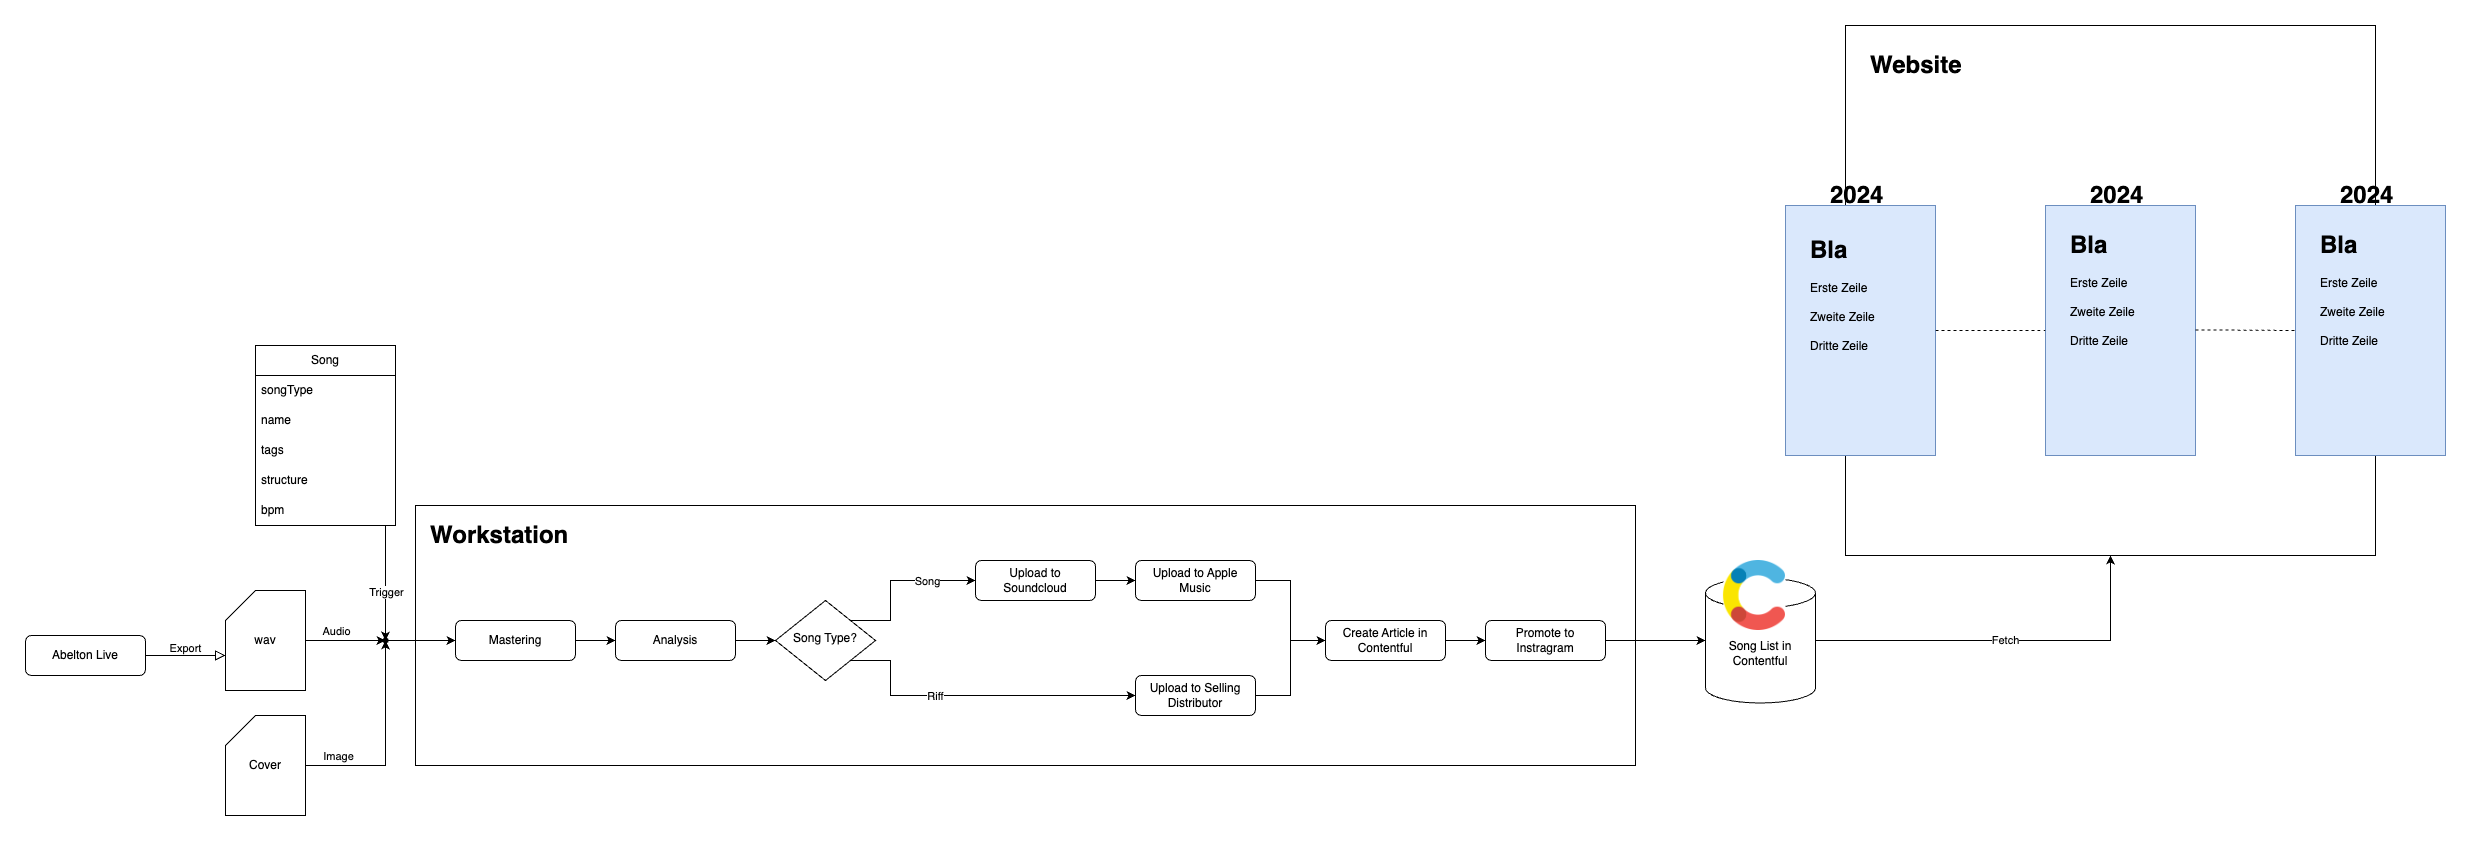 Website
2024
2024
2024
Bla
Erste Zeile
Zweite Zeile
Dritte Zeile
Bla
Erste Zeile
Zweite Zeile
Dritte Zeile
Bla
Erste Zeile
Zweite Zeile
Dritte Zeile
Song
songType
name
tags
structure
bpm
Trigger
Abelton Live
Export
wav
Audio
Cover
Image
Workstation
Mastering
Analysis
Song Type?
Song
Upload to
Soundcloud
Upload to Apple
Music
Riff
Upload to Selling
Distributor
Create Article in
Contentful
Promote to
Instragram
Song List in
Contentful
Fetch